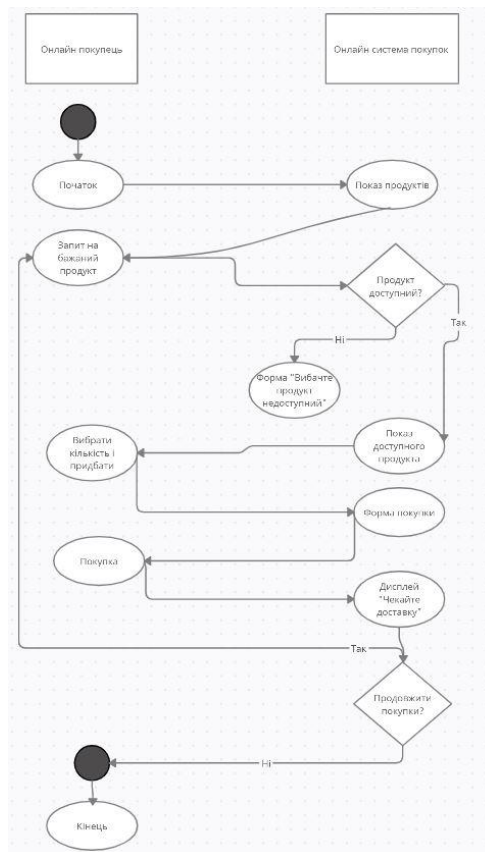 Онлайн покупець
Онлайн система покупок
Початок
Показ продуктів
Запит на
бажаний
продукт
Продукт
доступний?
Так
Ні
Форма "Вибачте
продукт
недоступний"
Показ
доступного
продукта
Вибрати
кількість і
придбати
Форма покупки
Покупка
Дисплей
"Чекайте
доставку"
Так
Продовжити
покупки?
Ні
Кінець